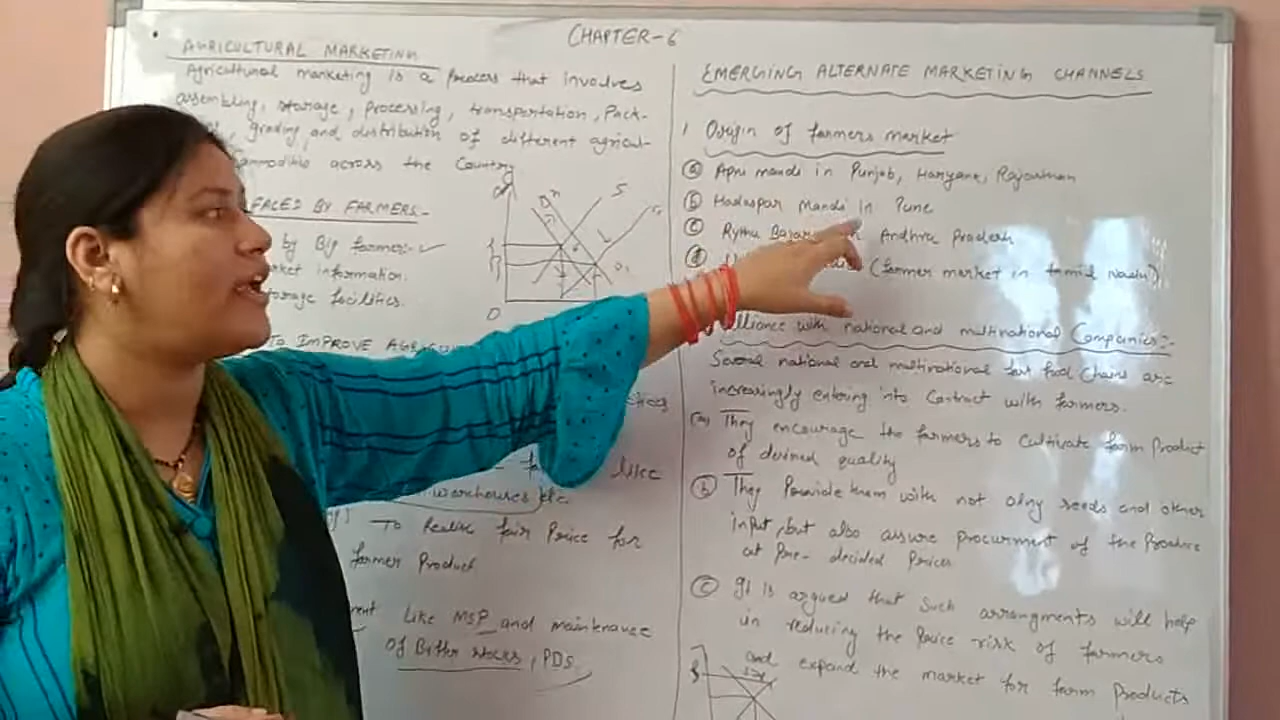 CHAPTER-6
AGRICULTURAL MARKETING
Agricultural marketing is a process that involves
assembling, storage, processing, transportation, Pack-
grading and distribution of different agricul-
across the Country
FACED BY FARMERS:-
by Big farmer:-
information.
facilities.
S
O
TO IMPROVE
like
warehouses etc.
To Realise fair Price for
farmer Product
Like MSP and maintenance
of Buffer stocks, PDS
EMERGING ALTERNATE MARKETING CHANNELS
1 Origin of farmers market
(a) Apni mandi in Punjab, Haryana, Rajasthan
(b) Hadaspar Mandi in Pune
(c) Rythu Andhra Pradesh
(d) (farmer market in tamil Nadu)
Alliance with national and multinational Companies:-
Several national and multinational fast food Chains are
increasingly entering into Contract with farmers.
(a) They encourage the farmers to cultivate farm Product
of desired quality
(b) They Provide them with not olny seeds and other
input, but also assure procurment of the Produce
at Pre-decided Prices
(c) It is argued that such arrangments will help
in reducing the Price risk of farmers
and expand the market for farm Products